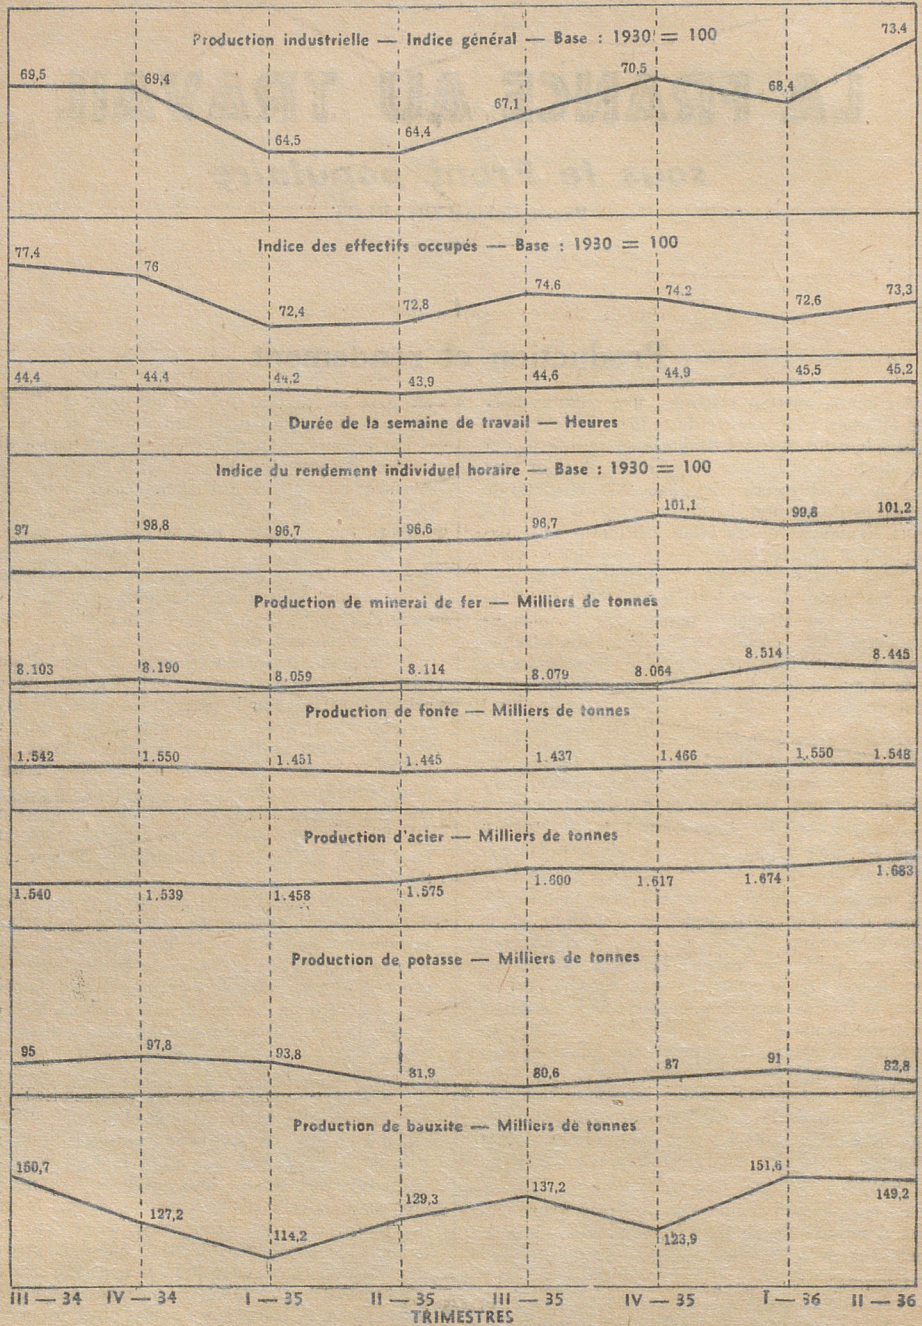 Production industrielle — Indice général — Base : 1930 = 100
69,5 69,4 64,5 64,4 67,1 70,5 68,4 73.4
Indice des effectifs occupés — Base : 1930 = 100
77,4 76 72,4 72,8 74,6 74,2 72,6 73,3
44,4 44,4 44,2 43,9 44,6 44,9 45,5 45,2
Durée de la semaine de travail — Heures
Indice du rendement individuel horaire — Base : 1930 = 100
97 98,8 96,7 96,6 96,7 101,1 99,8 101,2
Production de minerai de fer — Milliers de tonnes
8.103 8.190 8.059 8.114 8.079 8.064 8.514 8.445
Production de fonte — Milliers de tonnes
1.542 1.550 1.451 1.445 1.437 1.466 1.550 1.548
Production d'acier — Milliers de tonnes
1.540 1.539 1.458 1.575 1.600 1.617 1.674 1.683
Production de potasse — Milliers de tonnes
95 97,8 93,8 81,9 80,6 87 91 82,8
Production de bauxite — Milliers de tonnes
150,7 127,2 114,2 129,3 137,2 123,9 151,6 149,2
III — 34 IV — 34 I — 35 II — 35 III — 35 IV — 35 I — 36 II — 36
TRIMESTRES